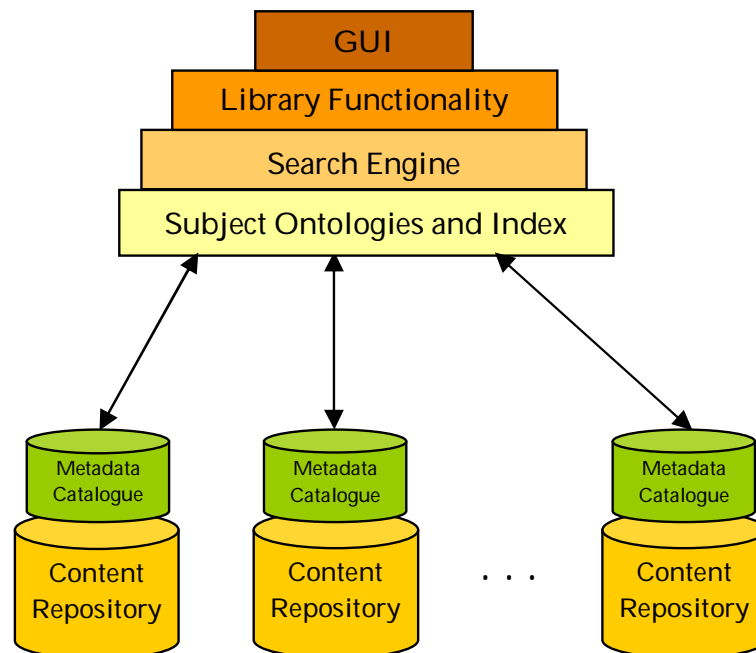 GUI
Library Functionality
Search Engine
Subject Ontologies and Index
Metadata
Catalogue
Content
Repository
Metadata
Catalogue
Content
Repository
. . .
Metadata
Catalogue
Content
Repository